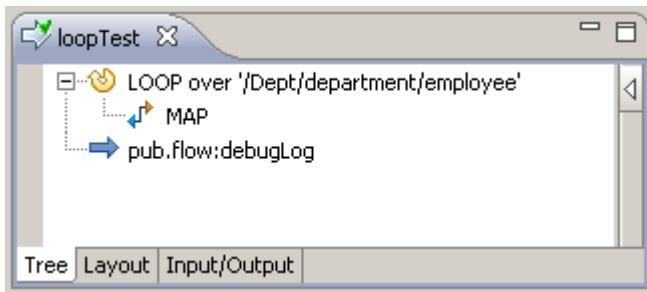 loopTest
LOOP over '/Dept/department/employee'
MAP
pub.flow:debugLog
Tree Layout Input/Output